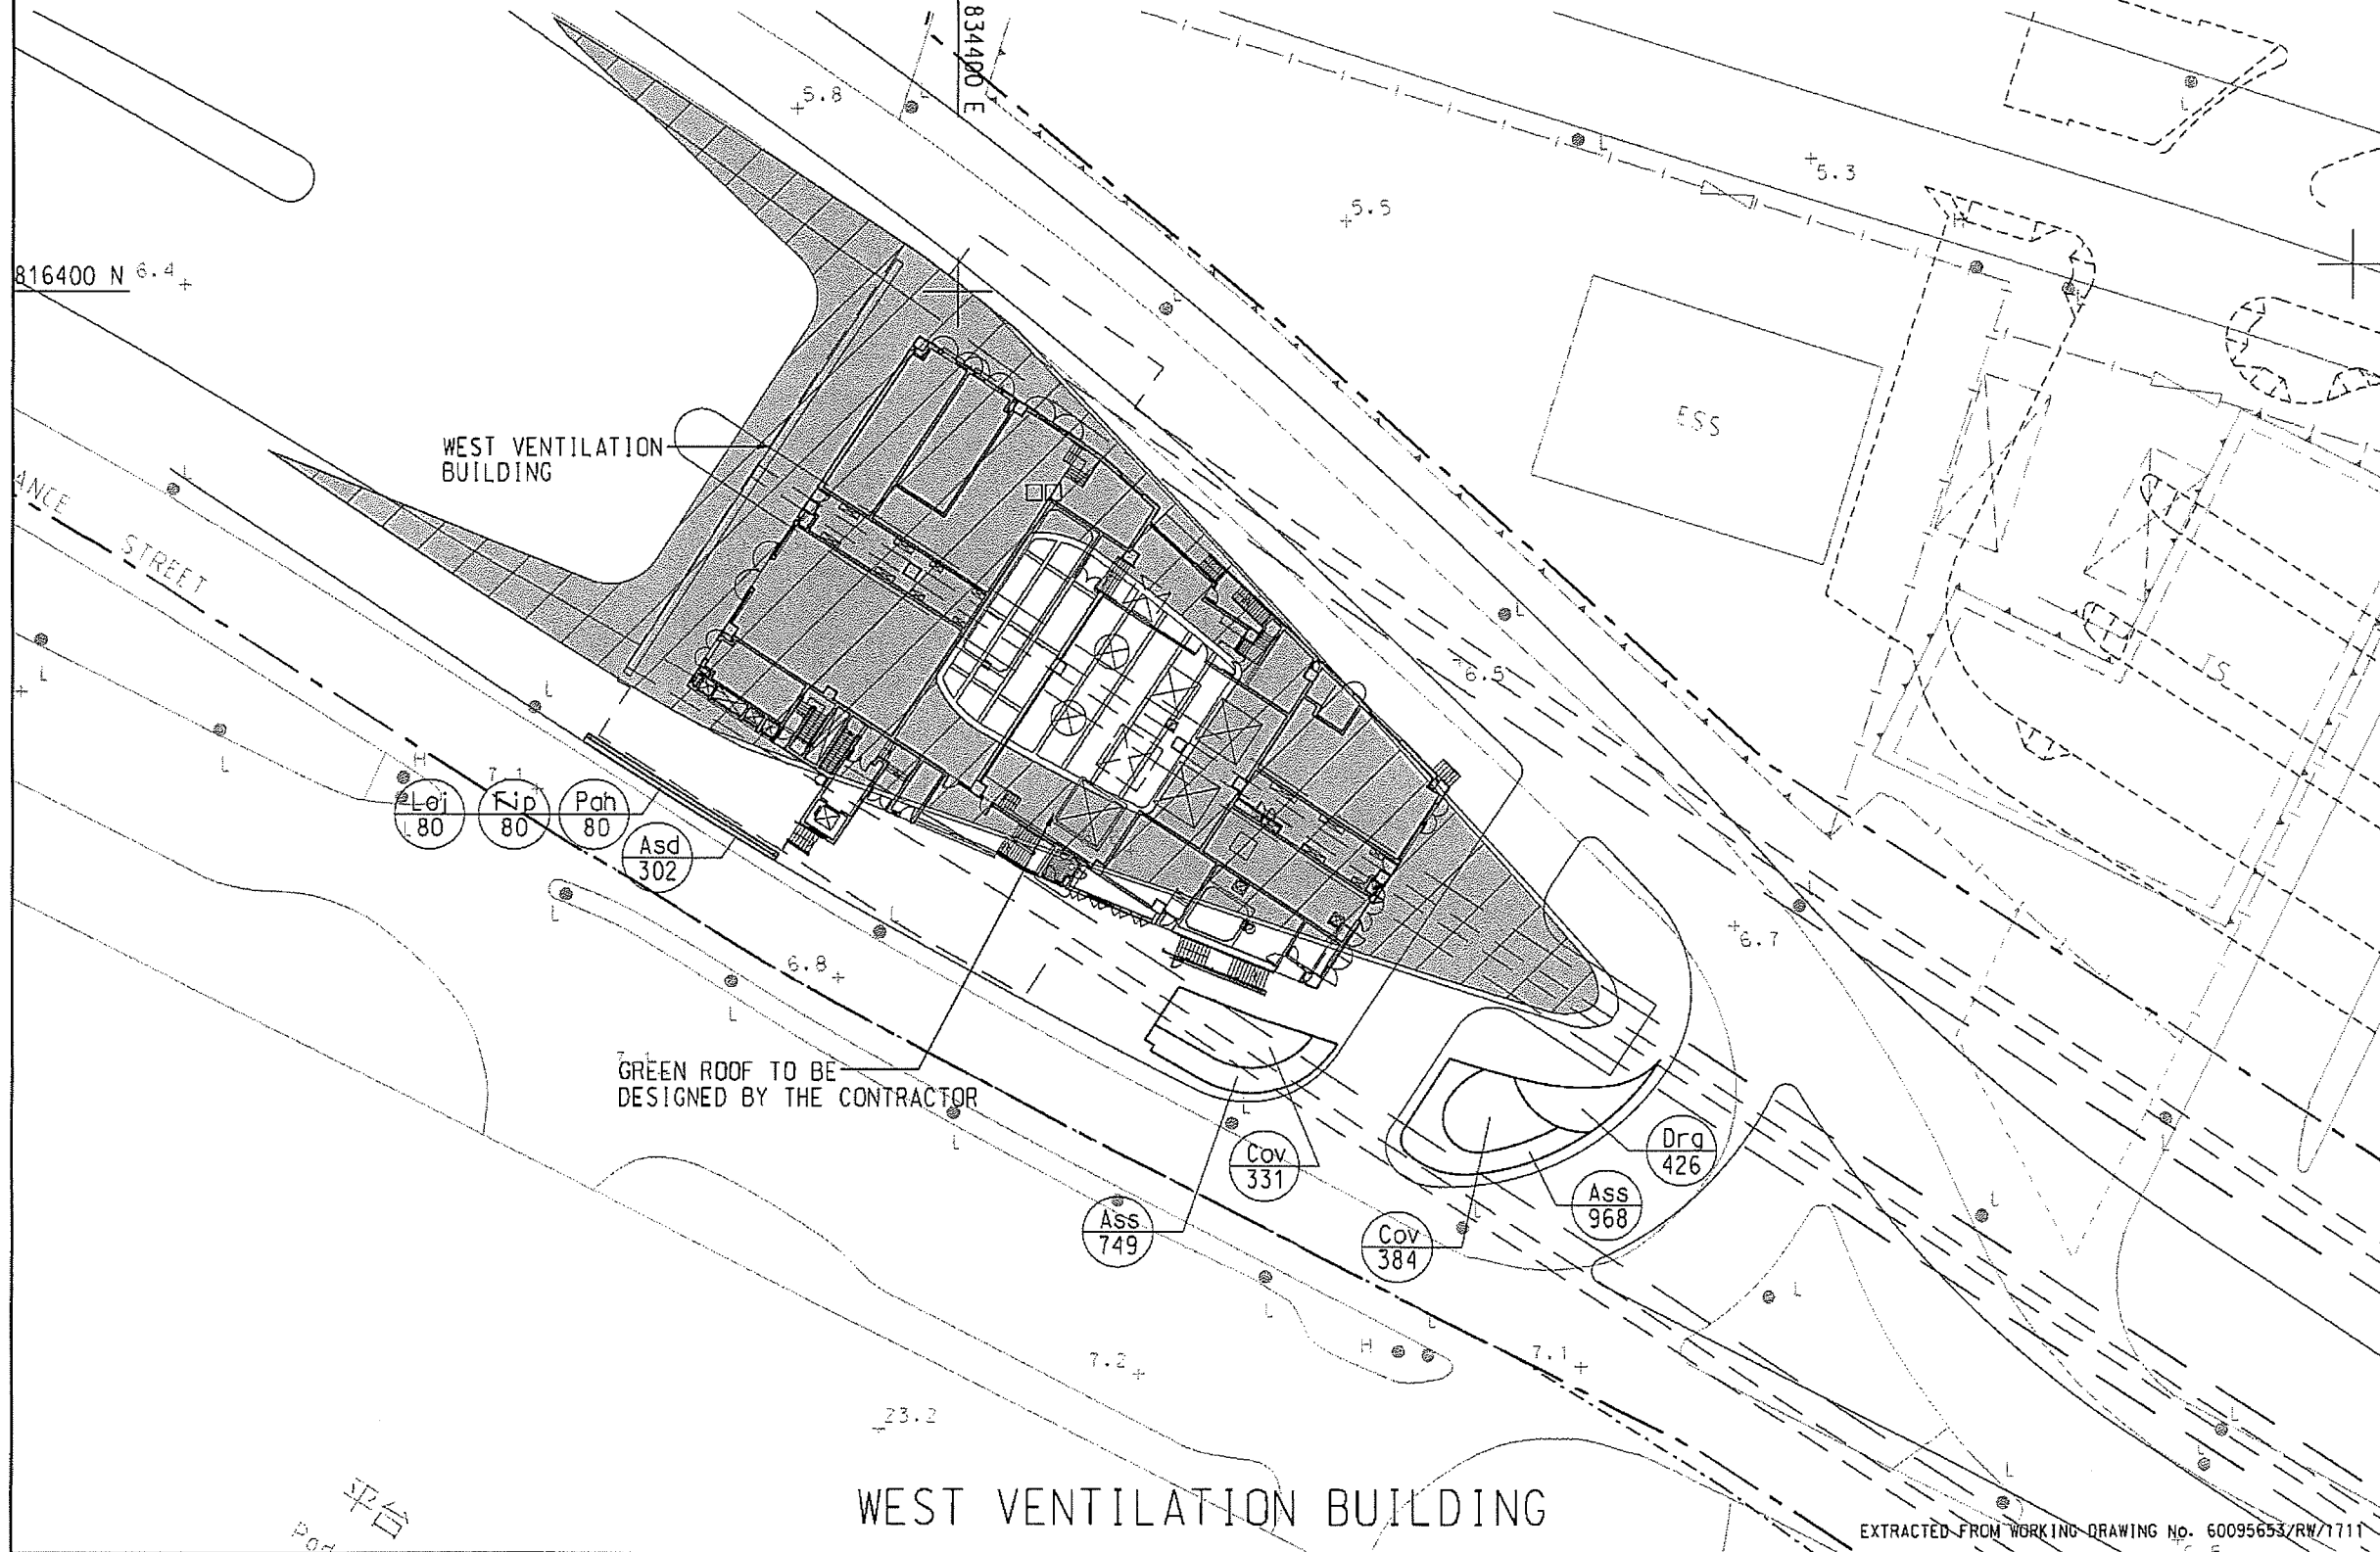 834400 E
5.8
L
L
L
5.3
5.5
H
816400 N
6.4
L
ESS
WEST VENTILATION
BUILDING
L
ANCE
STREET
L
6.5
TS
L
L
L
H
7.1
Loj
80
Fip
80
Pah
80
Asd
302
L
L
L
6.7
6.8
L
GREEN ROOF TO BE
DESIGNED BY THE CONTRACTOR
L
L
Cov
331
Drg
426
Ass
968
Ass
749
Cov
384
L
L
L
L
L
L
H
7.2
7.1
23.2
L
L
L
平台
WEST VENTILATION BUILDING
EXTRACTED FROM WORKING DRAWING No. 60095653/RW/1711